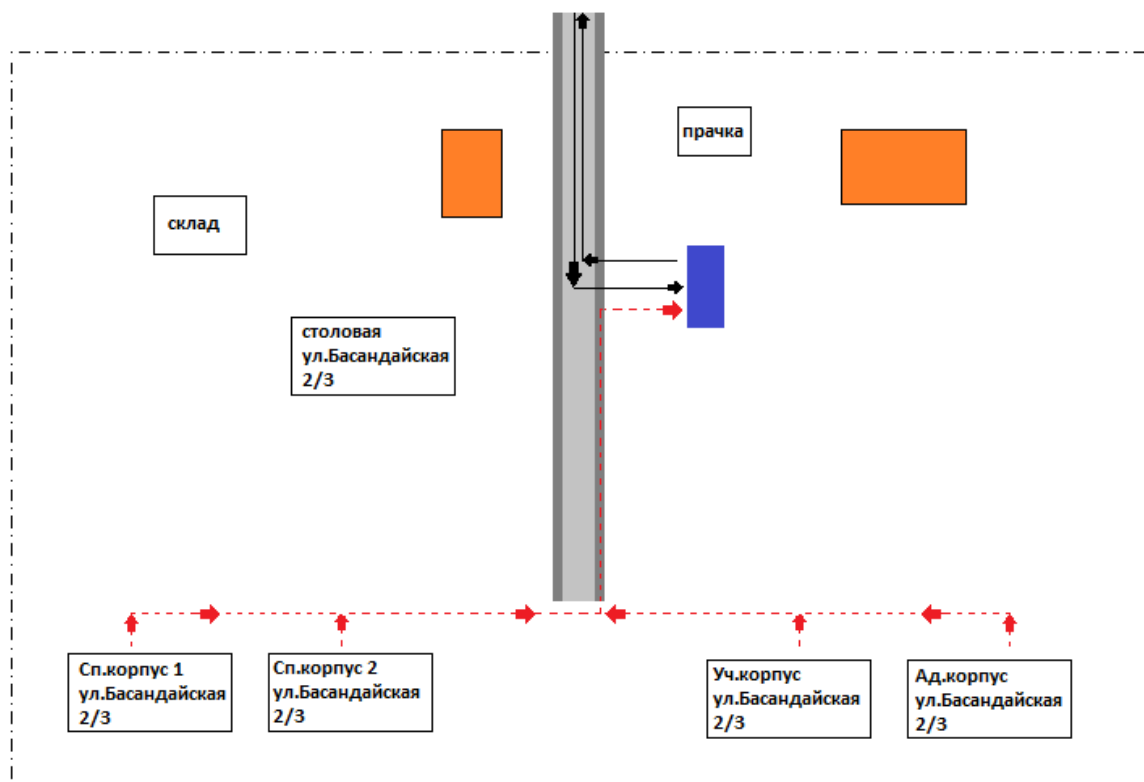 прачка
склад
столовая
ул.Басандайская
2/3
Сп.корпус 1
ул.Басандайская
2/3
Сп.корпус 2
ул.Басандайская
2/3
Уч.корпус
ул.Басандайская
2/3
Ад.корпус
ул.Басандайская
2/3